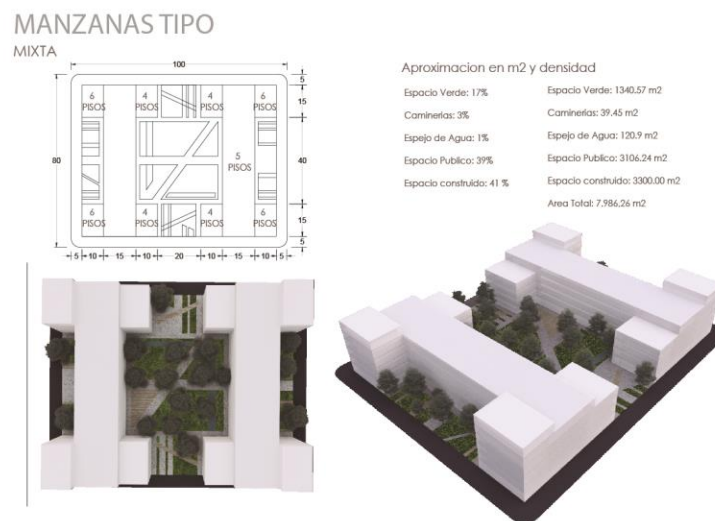 MANZANAS TIPO
MIXTA
100
5
6 PISOS
4 PISOS
4 PISOS
6 PISOS
15
80
5 PISOS
40
6 PISOS
4 PISOS
4 PISOS
6 PISOS
15
5
5 10 15 10 20 10 15 10 5
Aproximacion en m2 y densidad
Espacio Verde: 17%
Caminerias: 3%
Espejo de Agua: 1%
Espacio Publico: 39%
Espacio construido: 41 %
Espacio Verde: 1340.57 m2
Caminerias: 39.45 m2
Espejo de Agua: 120.9 m2
Espacio Publico: 3106.24 m2
Espacio construido: 3300.00 m2
Area Total: 7.986,26 m2